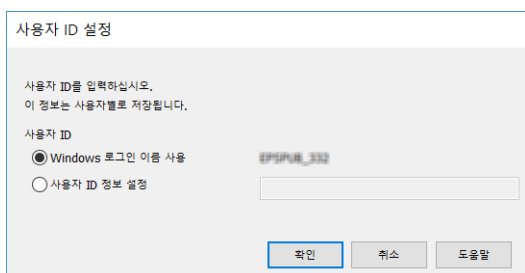 사용자 ID 설정
사용자 ID를 입력하십시오.
이 정보는 사용자별로 저장됩니다.
사용자 ID
Windows 로그인 이름 사용 EPSPUB_332
사용자 ID 정보 설정
확인 취소 도움말